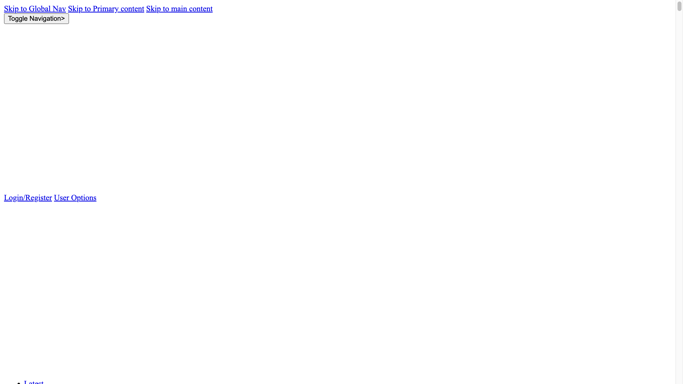 Skip to Global Nav Skip to Primary content Skip to main content
Toggle Navigation>
Login/Register User Options
Latest